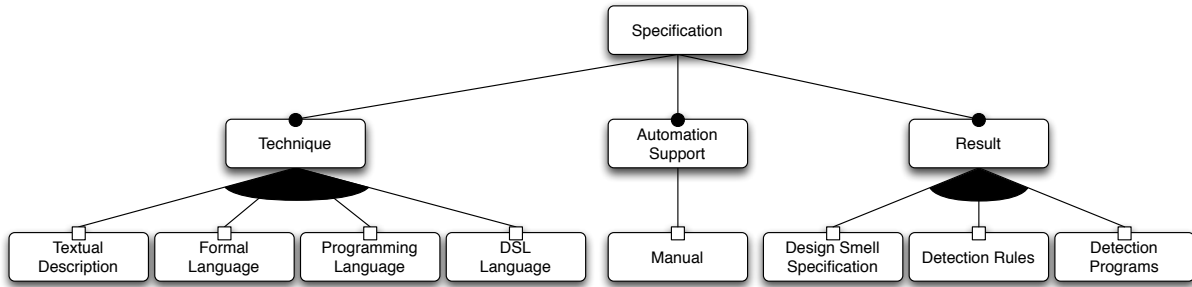 Specification
Technique
Automation
Support
Result
Textual
Description
Formal
Language
Programming
Language
DSL
Language
Manual
Design Smell
Specification
Detection Rules
Detection
Programs